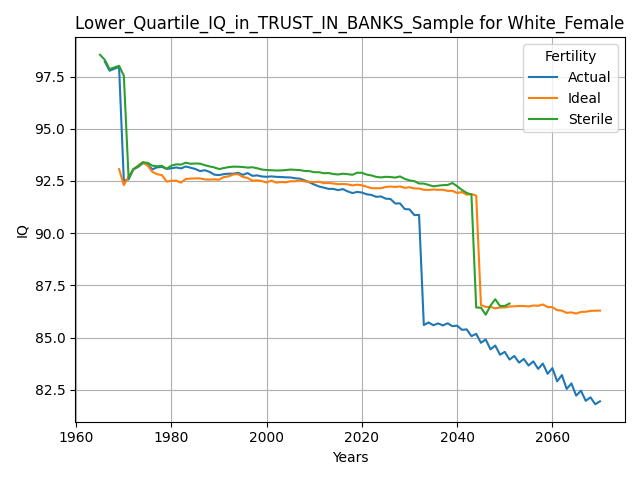 Lower_Quartile_IQ_in_TRUST_IN_BANKS_Sample for White_Female
Fertility
Actual
Ideal
Sterile
97.5
95.0
92.5
90.0
87.5
85.0
82.5
IQ
1960
1980
2000
2020
2040
2060
Years